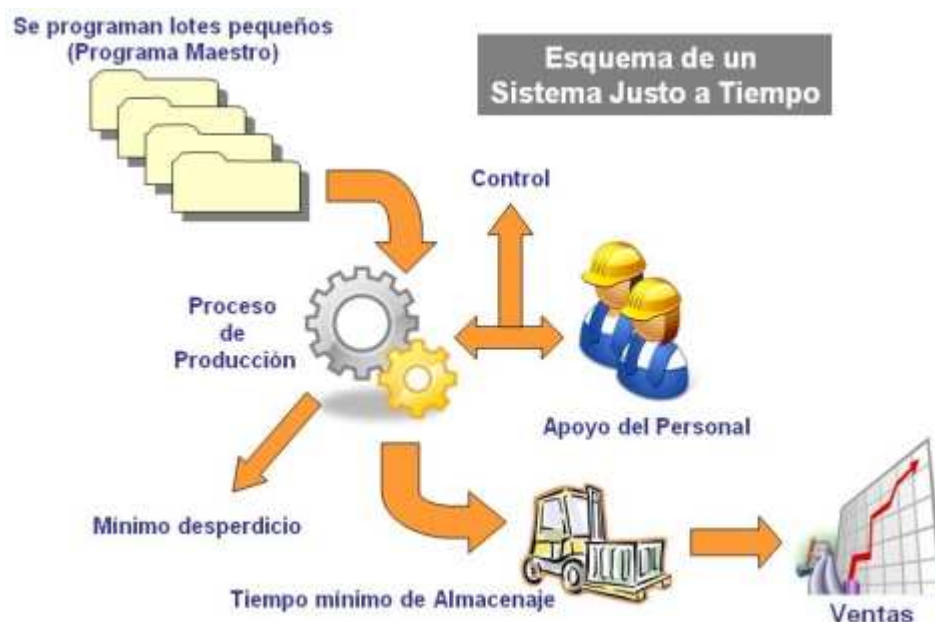 Se programan lotes pequeños
(Programa Maestro)
Esquema de un
Sistema Justo a Tiempo
Control
Proceso
de
Producción
Apoyo del Personal
Mínimo desperdicio
Tiempo mínimo de Almacenaje
Ventas